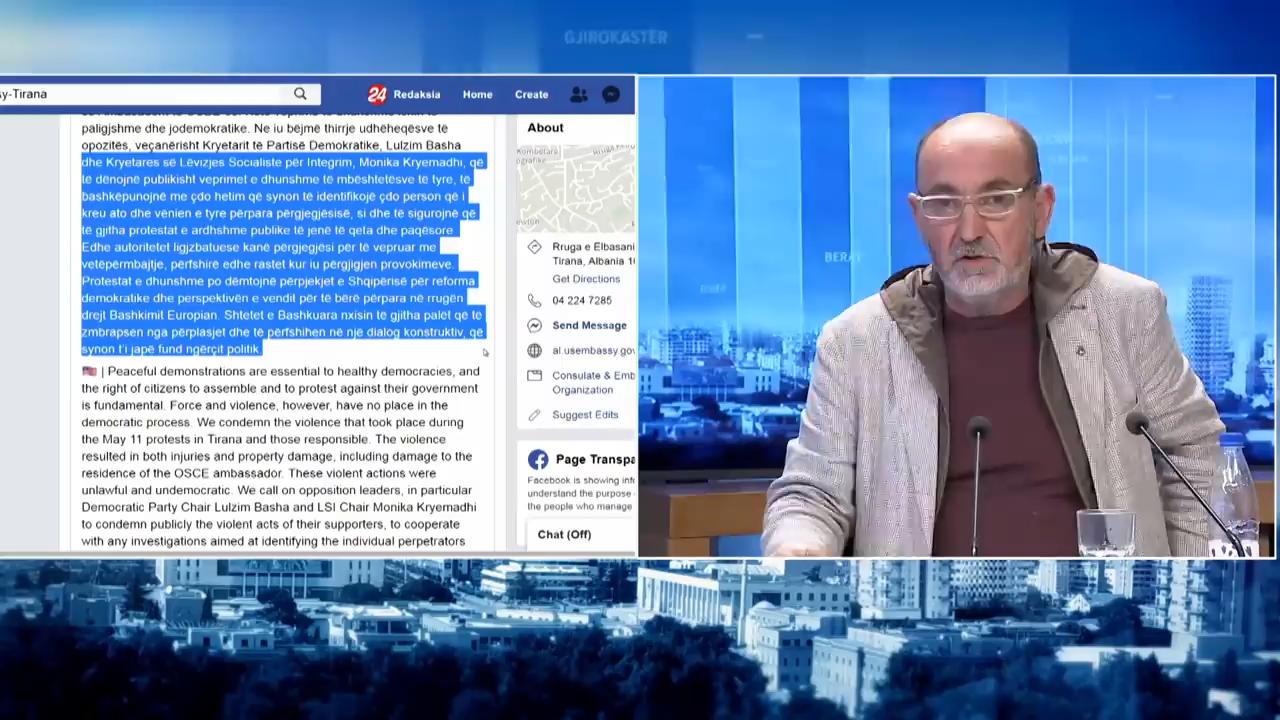 GJIROKASTËR
sy-Tirana
24 Redaksia Home Create
paligjshme dhe jodemokratike. Ne iu bëjmë thirrje udhëheqësve të
opozitës, veçanërisht Kryetarit të Partisë Demokratike, Lulzim Basha
dhe Kryetares së Lëvizjes Socialiste për Integrim, Monika Kryemadhi, që
të dënojnë publikisht veprimet e dhunshme të mbështetësve të tyre, të
bashkëpunojnë me çdo hetim që synon të identifikojë çdo person që i
kreu ato dhe vënien e tyre përpara përgjegjësisë, si dhe të sigurojnë që
të gjitha protestat e ardhshme publike të jenë të qeta dhe paqësore
Edhe autoritetet ligjzbatuese kanë përgjegjësi për të vepruar me
vetëpërmbajtje, përfshirë edhe rastet kur iu përgjigjen provokimeve.
Protestat e dhunshme po dëmtojnë përpjekjet e Shqipërisë për reforma
demokratike dhe perspektivën e vendit për të bërë përpara në rrugën
drejt Bashkimit Europian. Shtetet e Bashkuara nxisin të gjitha palët që të
zmbrapsen nga përplasjet dhe të përfshihen në një dialog konstruktiv, që
synon t'i japë fund ngërçit politik
| Peaceful demonstrations are essential to healthy democracies, and
the right of citizens to assemble and to protest against their government
is fundamental. Force and violence, however, have no place in the
democratic process. We condemn the violence that took place during
the May 11 protests in Tirana and those responsible. The violence
resulted in both injuries and property damage, including damage to the
residence of the OSCE ambassador. These violent actions were
unlawful and undemocratic. We call on opposition leaders, in particular
Democratic Party Chair Lulzim Basha and LSI Chair Monika Kryemadhi
to condemn publicly the violent acts of their supporters, to cooperate
with any investigations aimed at identifying the individual perpetrators
About
Rruga e Elbasani
Tirana, Albania 10
Get Directions
04 224 7285
Send Message
al.usembassy.gov
Consulate & Emb
Organization
Suggest Edits
Page Transpa
Facebook is showing info
understand the purpose
the people who manage
Chat (Off)
BERAT